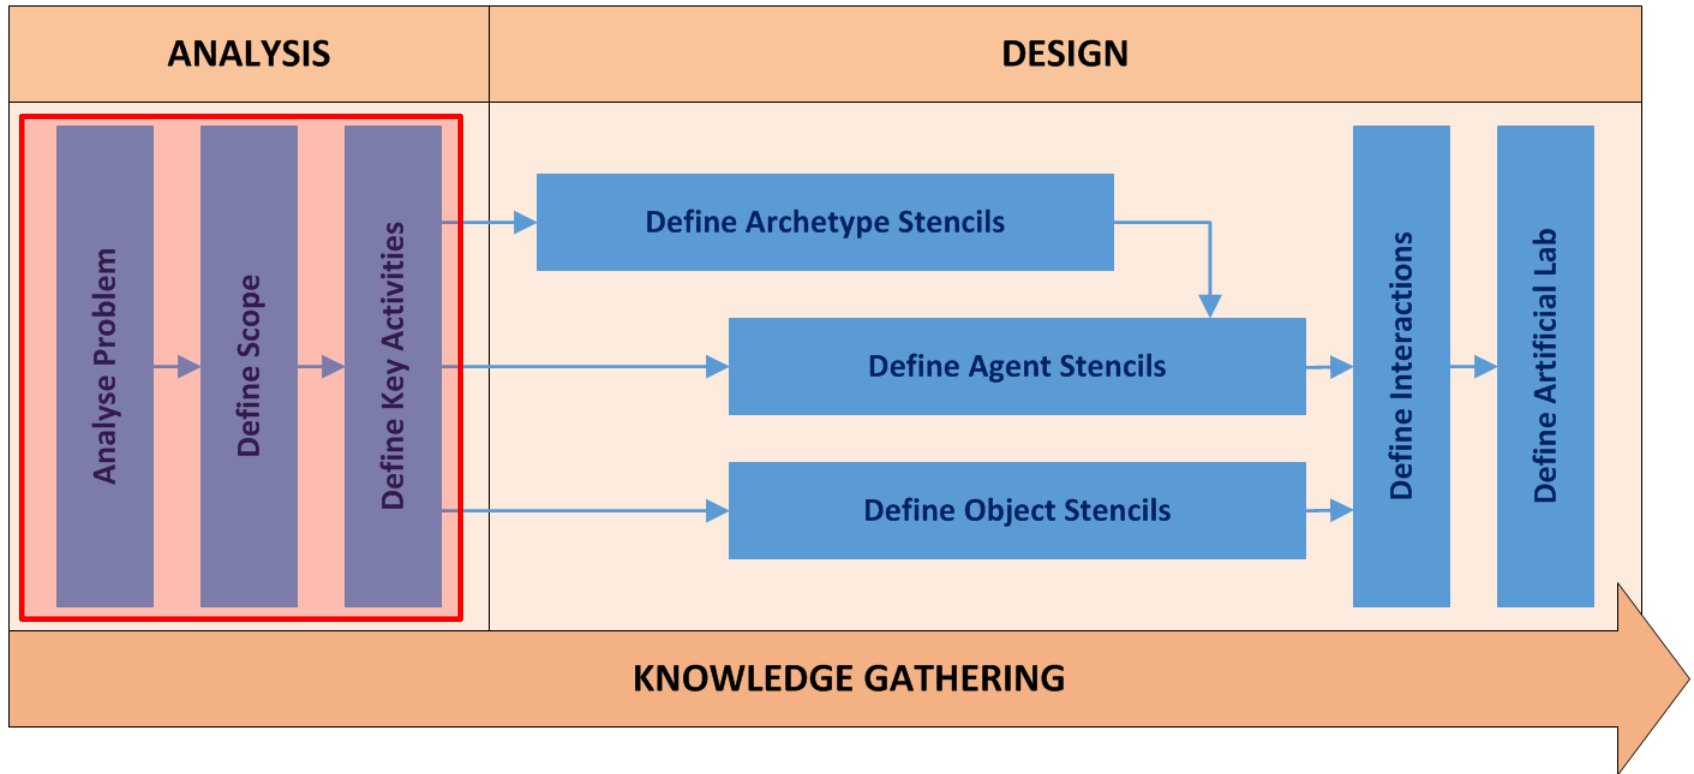 ANALYSIS
DESIGN
Analyse Problem
Define Scope
Define Key Activities
Define Archetype Stencils
Define Agent Stencils
Define Object Stencils
Define Interactions
Define Artificial Lab
KNOWLEDGE GATHERING